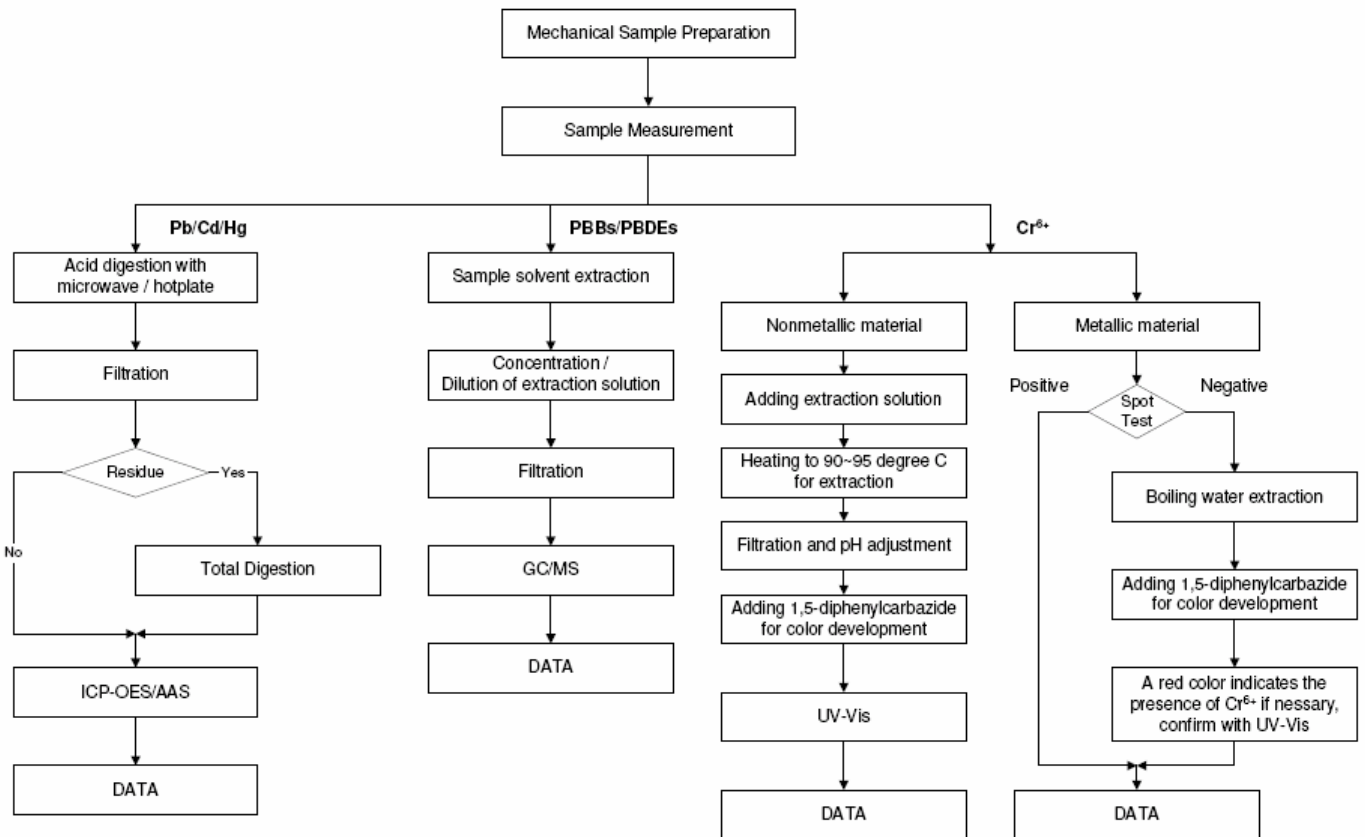 Mechanical Sample Preparation
Sample Measurement
Pb/Cd/Hg
Acid digestion with
microwave / hotplate
Filtration
Residue
Yes
No
Total Digestion
ICP-OES/AAS
DATA
PBBs/PBDEs
Sample solvent extraction
Concentration /
Dilution of extraction solution
Filtration
GC/MS
DATA
Cr⁶⁺
Nonmetallic material
Adding extraction solution
Heating to 90~95 degree C
for extraction
Filtration and pH adjustment
Adding 1,5-diphenylcarbazide
for color development
UV-Vis
DATA
Metallic material
Positive
Negative
Spot
Test
Boiling water extraction
Adding 1,5-diphenylcarbazide
for color development
A red color indicates the
presence of Cr⁶⁺ if nessary,
confirm with UV-Vis
DATA